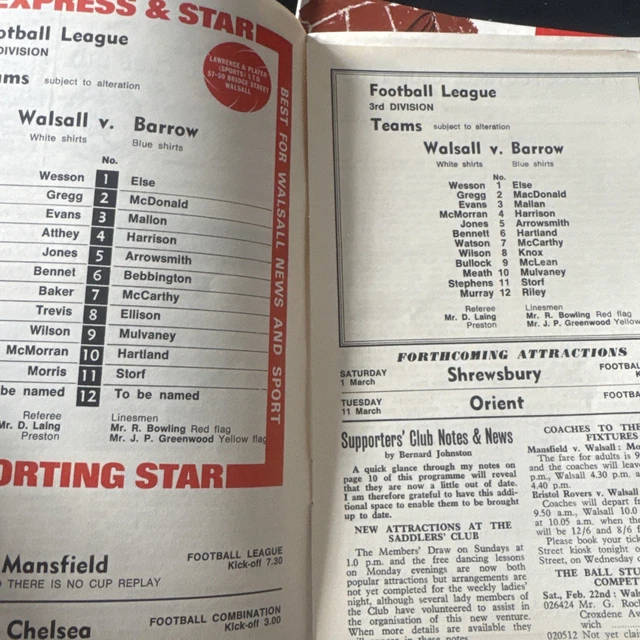 EXPRESS & STAR
Football League
DIVISION
Teams subject to alteration
LAWRENCE & PLAYER
(SPORTS) LTD
57-59 BRIDGE STREET
WALSALL
Walsall v. Barrow
White shirts Blue shirts
No.
Wesson 1 Else
Gregg 2 McDonald
Evans 3 Mallon
Atthey 4 Harrison
Jones 5 Arrowsmith
Bennet 6 Bebbington
Baker 7 McCarthy
Trevis 8 Ellison
Wilson 9 Mulvaney
McMorran 10 Hartland
Morris 11 Storf
be named 12 To be named
Referee Linesmen
Mr. D. Laing Mr. R. Bowling Red flag
Preston Mr. J. P. Greenwood Yellow flag
BEST FOR WALSALL NEWS AND SPORT
ORTING STAR
Mansfield FOOTBALL LEAGUE
Kick-off 7.30
THERE IS NO CUP REPLAY
Chelsea FOOTBALL COMBINATION
Kick-off 3.00
Football League
3rd DIVISION
Teams subject to alteration
Walsall v. Barrow
White shirts Blue shirts
No.
Wesson 1 Else
Gregg 2 MacDonald
Evans 3 Mallan
McMorran 4 Harrison
Jones 5 Arrowsmith
Bennett 6 Hartland
Watson 7 McCarthy
Wilson 8 Knox
Bullock 9 McLean
Meath 10 Mulvaney
Stephens 11 Storf
Murray 12 Riley
Referee Linesmen
Mr. D. Laing Mr. R. Bowling Red flag
Preston Mr. J. P. Greenwood Yellow
FORTHCOMING ATTRACTIONS
SATURDAY
1 March Shrewsbury FOOTBAL
K
TUESDAY
11 March Orient FOOTBA
Supporters' Club Notes & News
by Bernard Johnston
A quick glance through my notes on
page 10 of this programme will reveal
that they are now a little out of date.
I am therefore grateful to have this addi-
tional space to enable them to be brought
up to date.
NEW ATTRACTIONS AT THE
SADDLERS' CLUB
The Members' Draw on Sundays at
1.0 p.m. and the free dancing lessons
on Monday evenings are now both
popular attractions but arrangements are
not yet completed for the weekly ladies'
night, although several lady members of
the Club have volunteered to assist in
the organisation of this new venture.
When more details are available they
COACHES TO THE
FIXTURES
Mansfield v. Walsall: Mo
The fare for adults is 9
and the coaches will leave
p.m., Walsall 4.30 p.m. a
4.40 p.m.
Bristol Rovers v. Walsall
Coaches will depart f
9.50 a.m., Walsall 10.0
at 10.05 a.m. when the
will be 12/6 and 8/6 f
Please book your tick
Street kiosk tonight o
Street, on Wednesday
THE BALL STU
COMPET
Sat., Feb. 22nd: Wals
026424 Mr. G. Roc
Croxdene Av
wich
Not yet